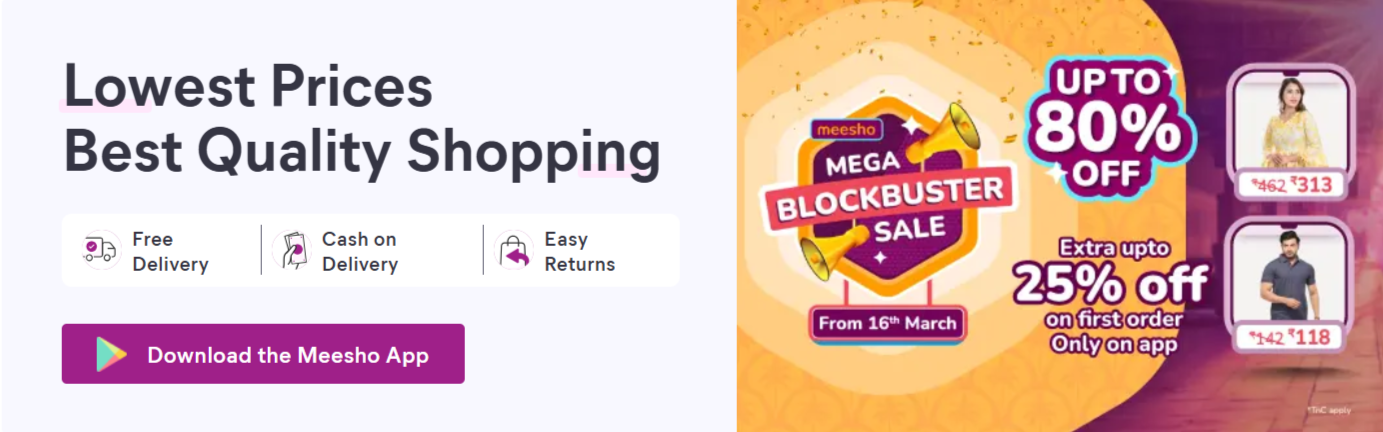 Lowest Prices
Best Quality Shopping
Free
Delivery
Cash on
Delivery
Easy
Returns
Download the Meesho App
meesho
MEGA
BLOCKBUSTER
SALE
From 16th March
UP TO
80%
OFF
Extra upto
25% off
on first order
Only on app
₹462 ₹313
₹142 ₹118
*TnC apply